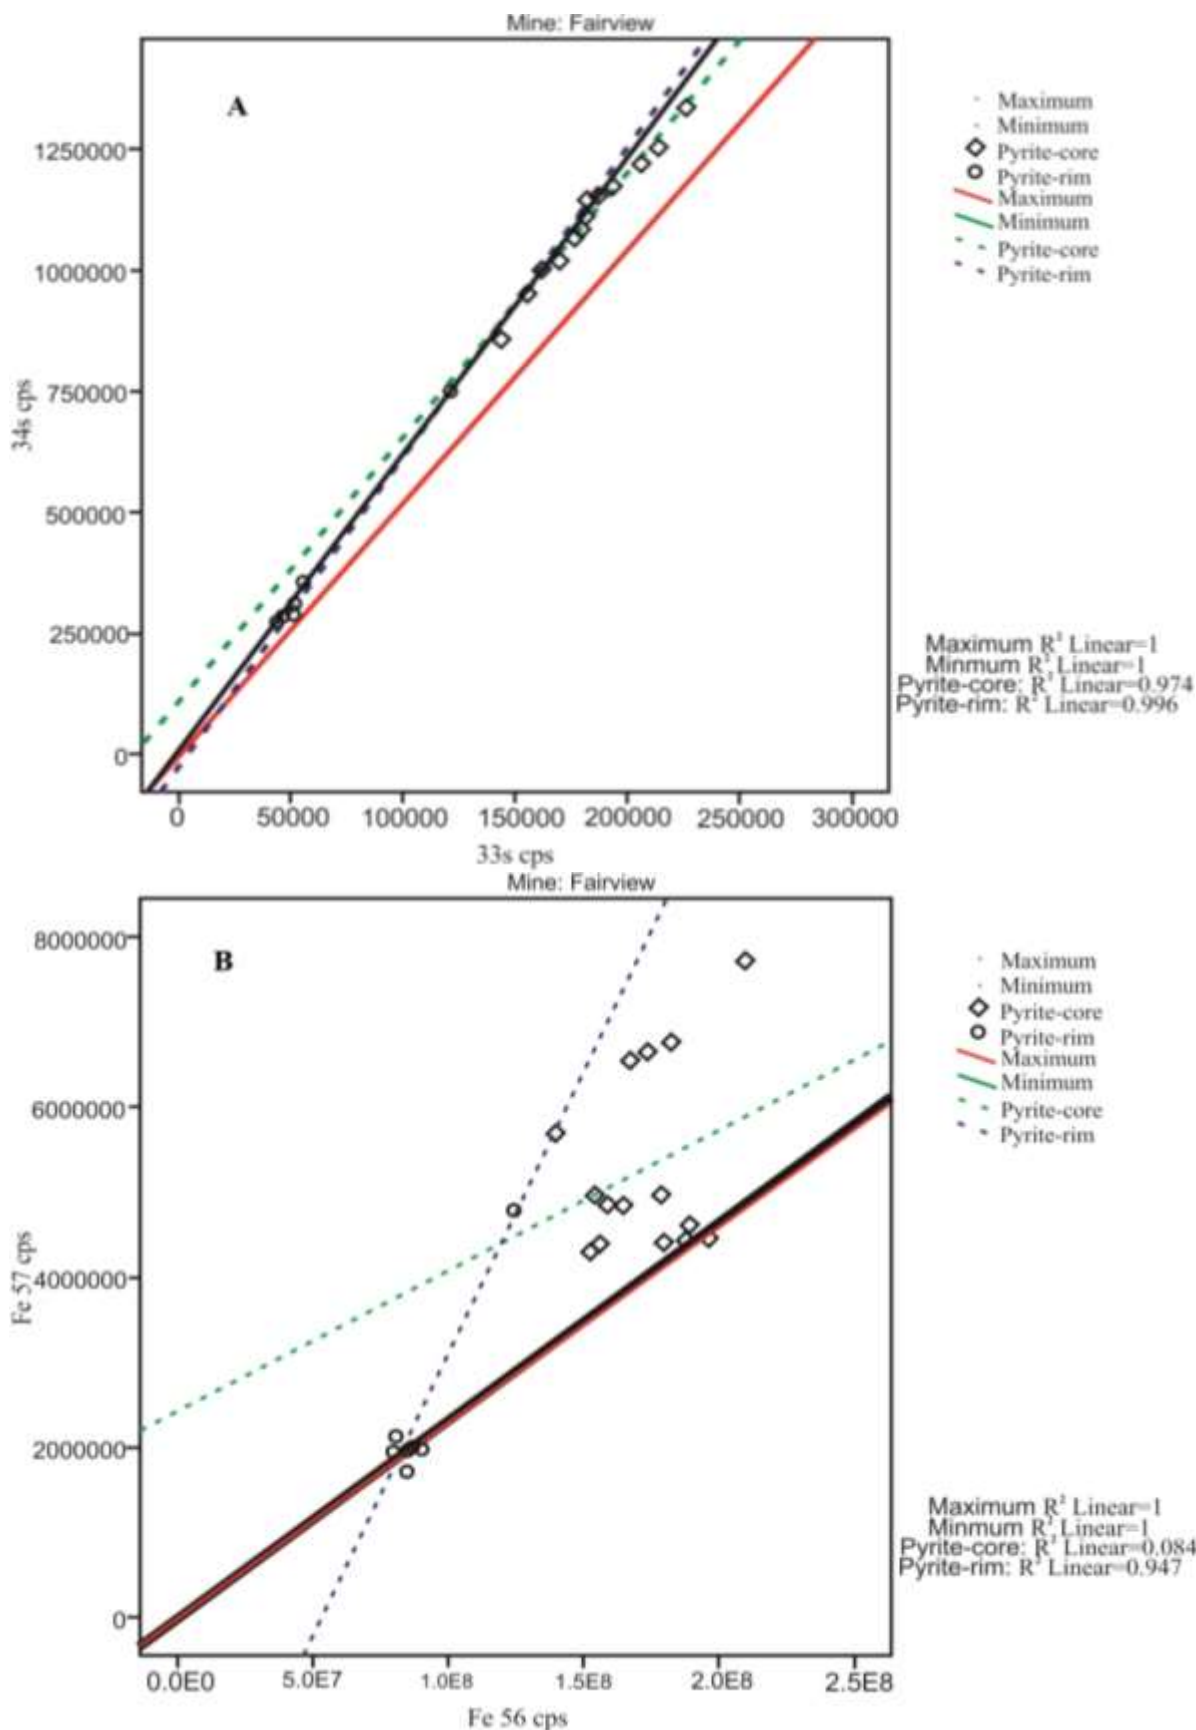 Mine: Fairview
A
Maximum
Minimum
Pyrite-core
Pyrite-rim
Maximum
Minimum
Pyrite-core
Pyrite-rim
1250000
1000000
750000
500000
250000
0
34s cps
Maximum R² Linear=1
Minmum R² Linear=1
Pyrite-core: R² Linear=0.974
Pyrite-rim: R² Linear=0.996
0 50000 100000 150000 200000 250000 300000
33s cps
Mine: Fairview
B
Maximum
Minimum
Pyrite-core
Pyrite-rim
Maximum
Minimum
Pyrite-core
Pyrite-rim
8000000
6000000
4000000
2000000
0
Fe 57 cps
Maximum R² Linear=1
Minmum R² Linear=1
Pyrite-core: R² Linear=0.084
Pyrite-rim: R² Linear=0.947
0.0E0 5.0E7 1.0E8 1.5E8 2.0E8 2.5E8
Fe 56 cps